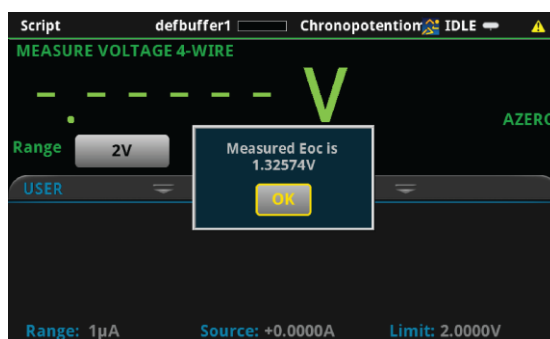 Script defbuffer1 Chronopotention IDLE
MEASURE VOLTAGE 4-WIRE
- . - - - - - V
AZERO
Range 2V
Measured Eoc is
1.32574V
OK
USER
Range: 1µA Source: +0.0000A Limit: 2.0000V